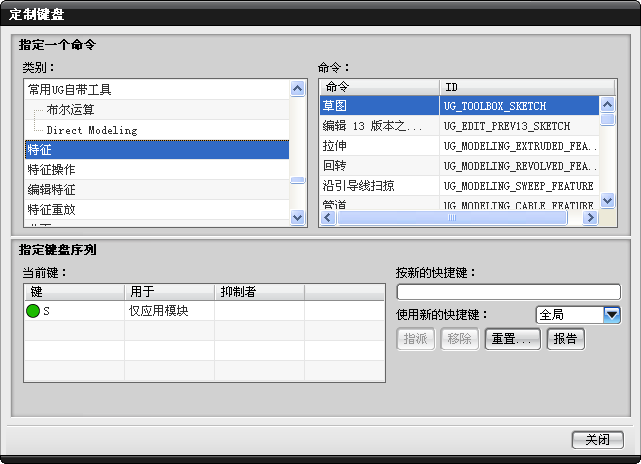 定制键盘
指定一个命令
类别：
命令：
常用UG自带工具
布尔运算
Direct Modeling
特征
特征操作
编辑特征
特征重放
命令 ID
草图 UG_TOOLBOX_SKETCH
编辑 13 版本之... UG_EDIT_PREV13_SKETCH
拉伸 UG_MODELING_EXTRUDED_FEA..
回转 UG_MODELING_REVOLVED_FEA..
沿引导线扫掠 UG_MODELING_SWEEP_FEATURE
管道 UG_MODELING_CABLE_FEATURE
指定键盘序列
当前键：
键 用于 抑制者
S 仅应用模块
按新的快捷键：
使用新的快捷键： 全局
指派 移除 重置... 报告
关闭